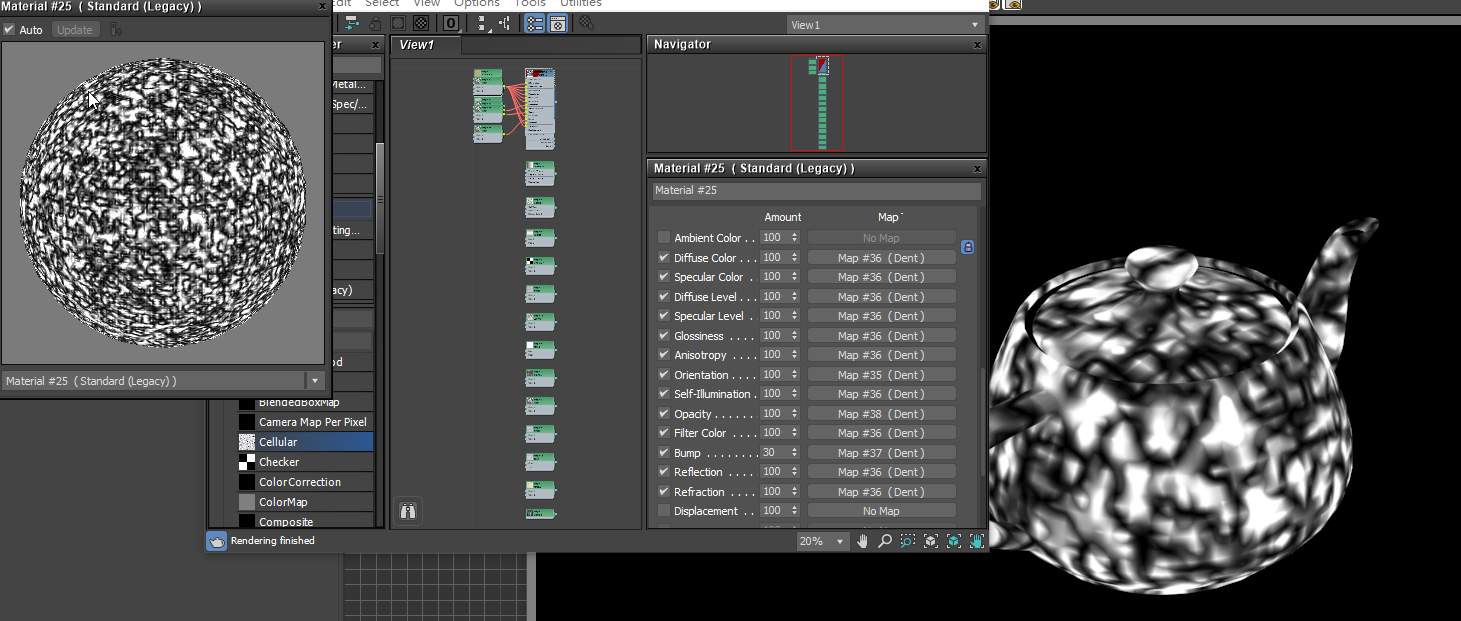 Material #25 ( Standard (Legacy) )
Auto
Update
Material #25 ( Standard (Legacy) )
Select
View
Options
Tools
Utilities
View1
View1
Navigator
Metal...
Spec/...
ting...
acy)
BlendedBoxMap
Camera Map Per Pixel
Cellular
Checker
ColorCorrection
ColorMap
Composite
Rendering finished
Material #25 ( Standard (Legacy) )
Material #25
Amount Map
Ambient Color . . 100 No Map
Diffuse Color . . . 100 Map #36 (Dent)
Specular Color . 100 Map #36 (Dent)
Diffuse Level . . . 100 Map #36 (Dent)
Specular Level . 100 Map #36 (Dent)
Glossiness . . . . 100 Map #36 (Dent)
Anisotropy . . . . 100 Map #36 (Dent)
Orientation . . . . 100 Map #35 (Dent)
Self-Illumination . 100 Map #36 (Dent)
Opacity . . . . . . 100 Map #38 (Dent)
Filter Color . . . . 100 Map #36 (Dent)
Bump . . . . . . . . 30 Map #37 (Dent)
Reflection . . . . 100 Map #36 (Dent)
Refraction . . . . 100 Map #36 (Dent)
Displacement . . 100 No Map
20%